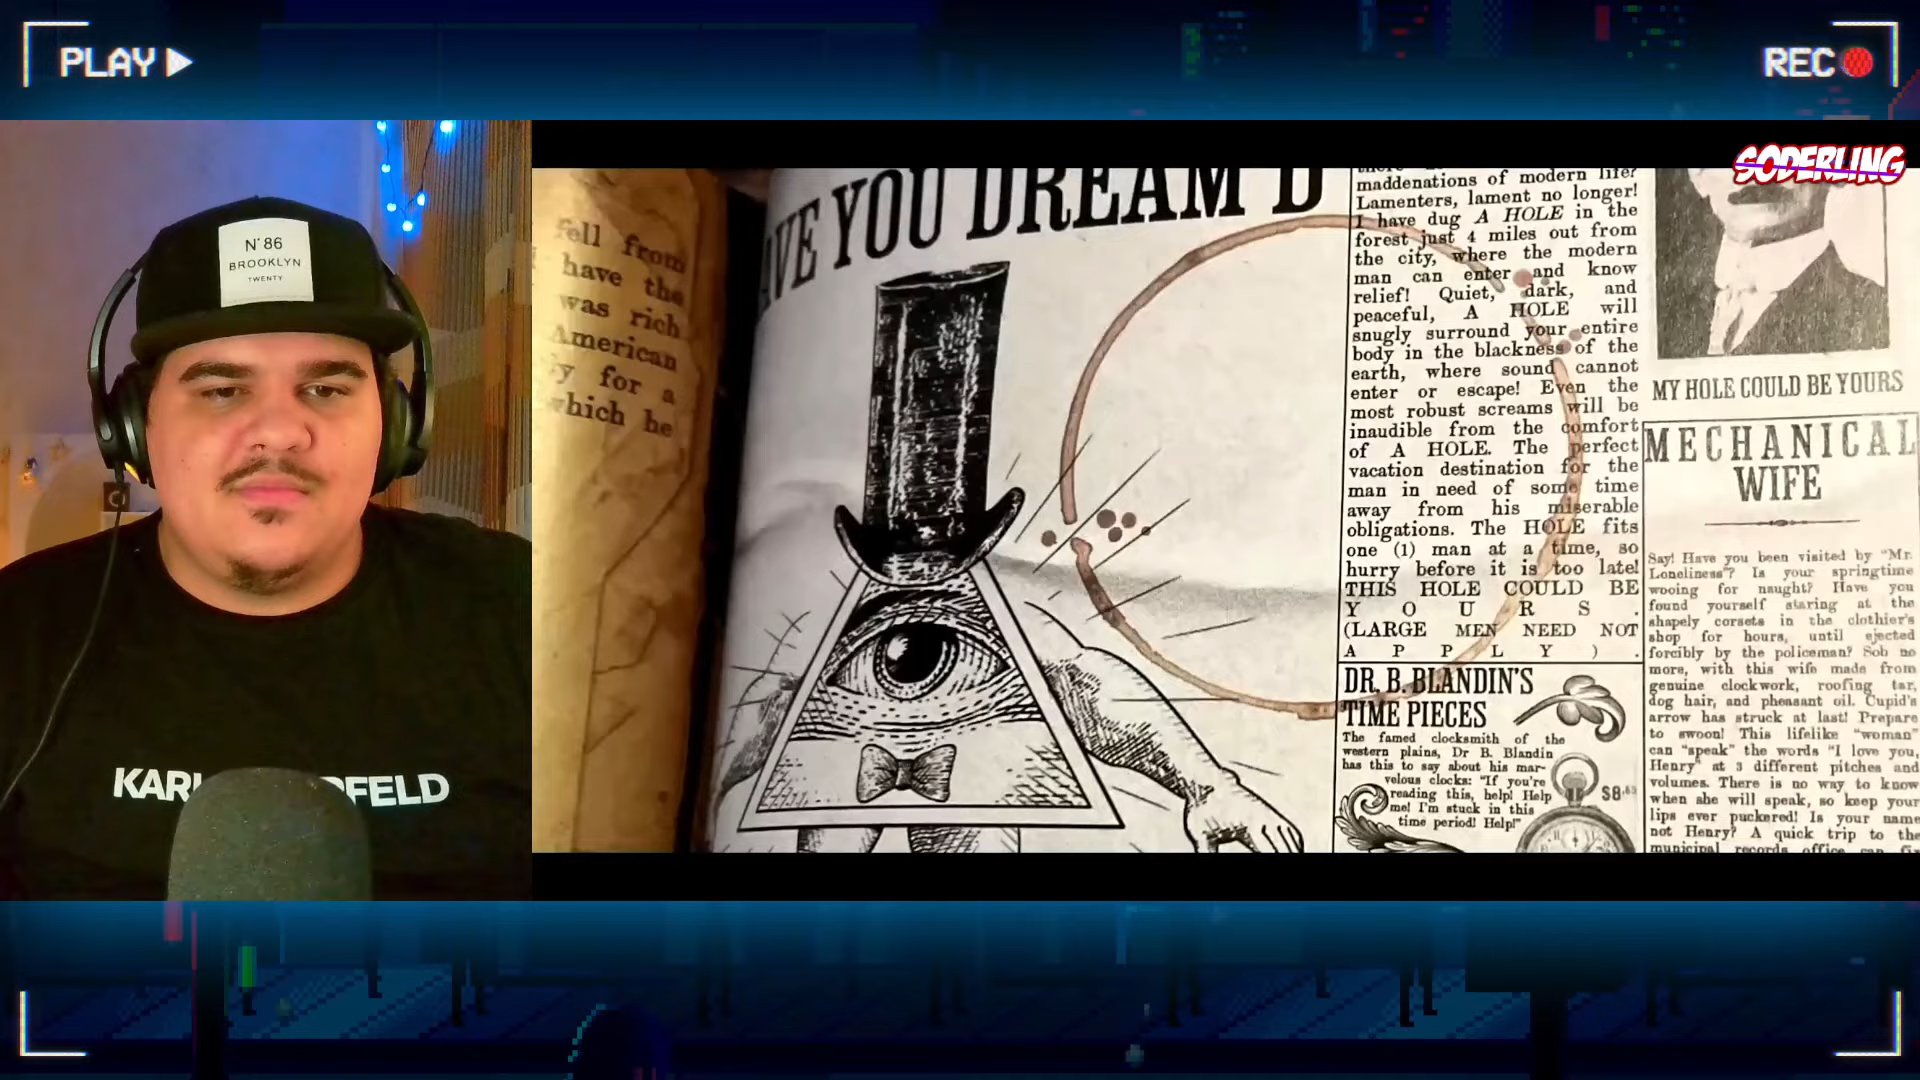 PLAY
REC
SODERLING
N°86
BROOKLYN
TWENTY
KARL
RFELD
fell from
have the
was rich
American
for a
which he
AVE YOU DREAM'D
maddenations of modern life?
Lamenters, lament no longer!
I have dug A HOLE in the
forest just 4 miles out from
the city, where the modern
man can enter and know
relief! Quiet, dark, and
peaceful, A HOLE will
snugly surround your entire
body in the blackness of the
earth, where sound cannot
enter or escape! Even the
most robust screams will be
inaudible from the comfort
of A HOLE. The perfect
vacation destination for the
man in need of some time
away from his miserable
obligations. The HOLE fits
one (1) man at a time, so
hurry before it is too late!
THIS HOLE COULD BE
Y O U R S .
(LARGE MEN NEED NOT
A P P L Y ) .
DR. B. BLANDIN'S
TIME PIECES
The famed clocksmith of the
western plains, Dr B. Blandin
has this to say about his mar-
velous clocks: "If you're
reading this, help! Help
me! I'm stuck in this
time period! Help!"
MY HOLE COULD BE YOURS
MECHANICAL
WIFE
Say! Have you been visited by "Mr.
Loneliness"? Is your springtime
wooing for naught? Have you
found yourself staring at the
shapely corsets in the clothier's
shop for hours, until ejected
forcibly by the policeman? Sob no
more, with this wife made from
genuine clockwork, roofing tar,
dog hair, and pheasant oil. Cupid's
arrow has struck at last! Prepare
to swoon! This lifelike "woman"
can "speak" the words "I love you,
Henry" at 3 different pitches and
volumes. There is no way to know
when she will speak, so keep your
lips ever puckered! Is your name
not Henry? A quick trip to the
municipal records office can